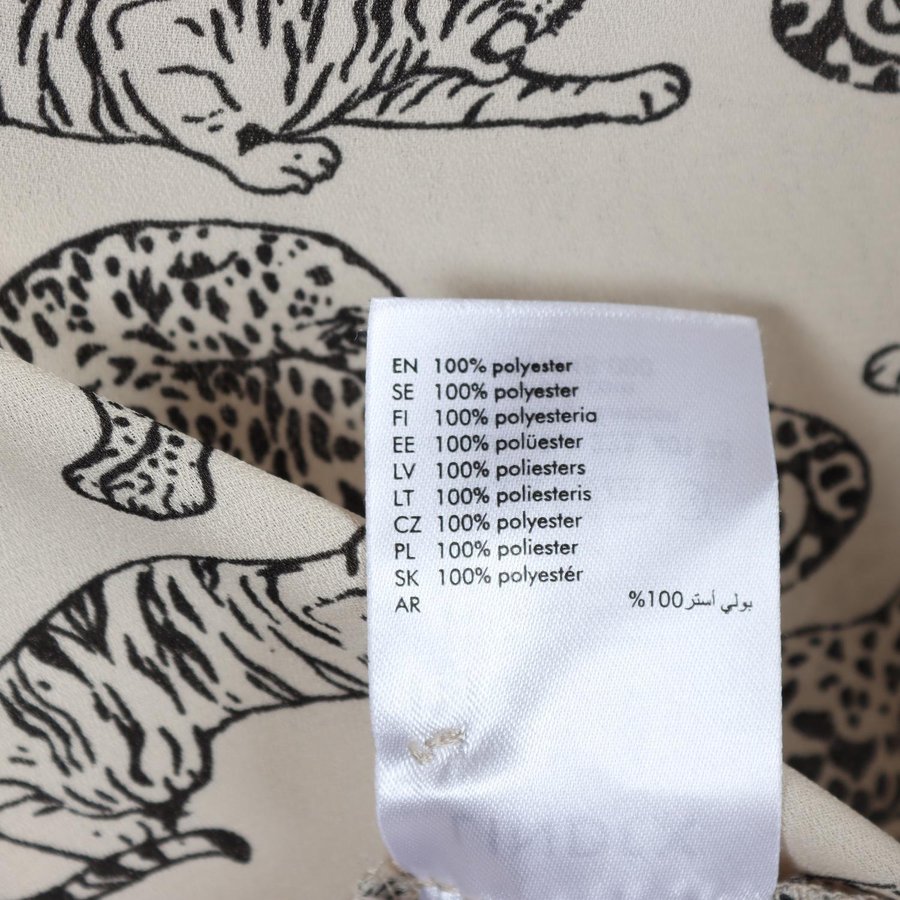 EN 100% polyester
SE 100% polyester
FI 100% polyesteria
EE 100% polüester
LV 100% poliesters
LT 100% poliesteris
CZ 100% polyester
PL 100% poliester
SK 100% polyestér
AR بولي أستر100%